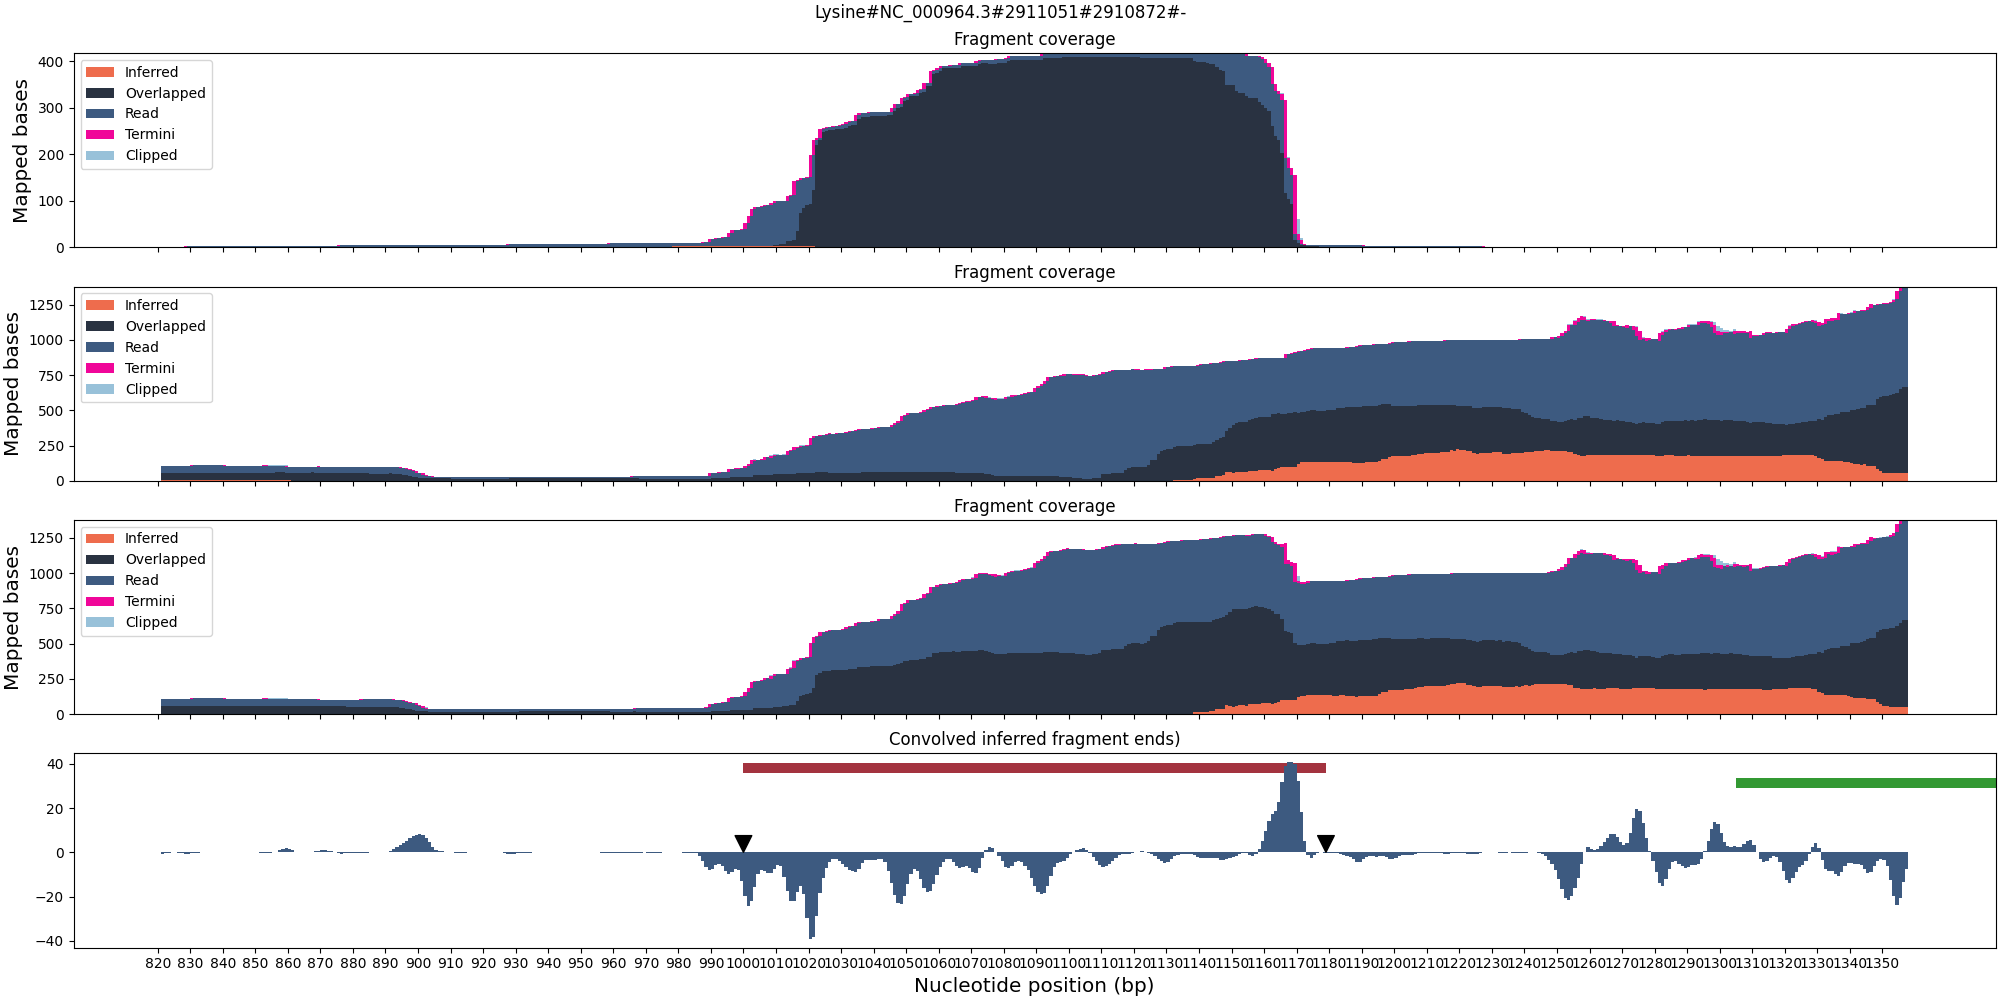 Lysine#NC_000964.3#2911051#2910872#-
Fragment coverage
Mapped bases
400
300
200
100
0
Inferred
Overlapped
Read
Termini
Clipped
Fragment coverage
Mapped bases
1250
1000
750
500
250
0
Inferred
Overlapped
Read
Termini
Clipped
Fragment coverage
Mapped bases
1250
1000
750
500
250
0
Inferred
Overlapped
Read
Termini
Clipped
Convolved inferred fragment ends)
40
20
0
−20
−40
820 830 840 850 860 870 880 890 900 910 920 930 940 950 960 970 980 990 1000 1010 1020 1030 1040 1050 1060 1070 1080 1090 1100 1110 1120 1130 1140 1150 1160 1170 1180 1190 1200 1210 1220 1230 1240 1250 1260 1270 1280 1290 1300 1310 1320 1330 1340 1350
Nucleotide position (bp)